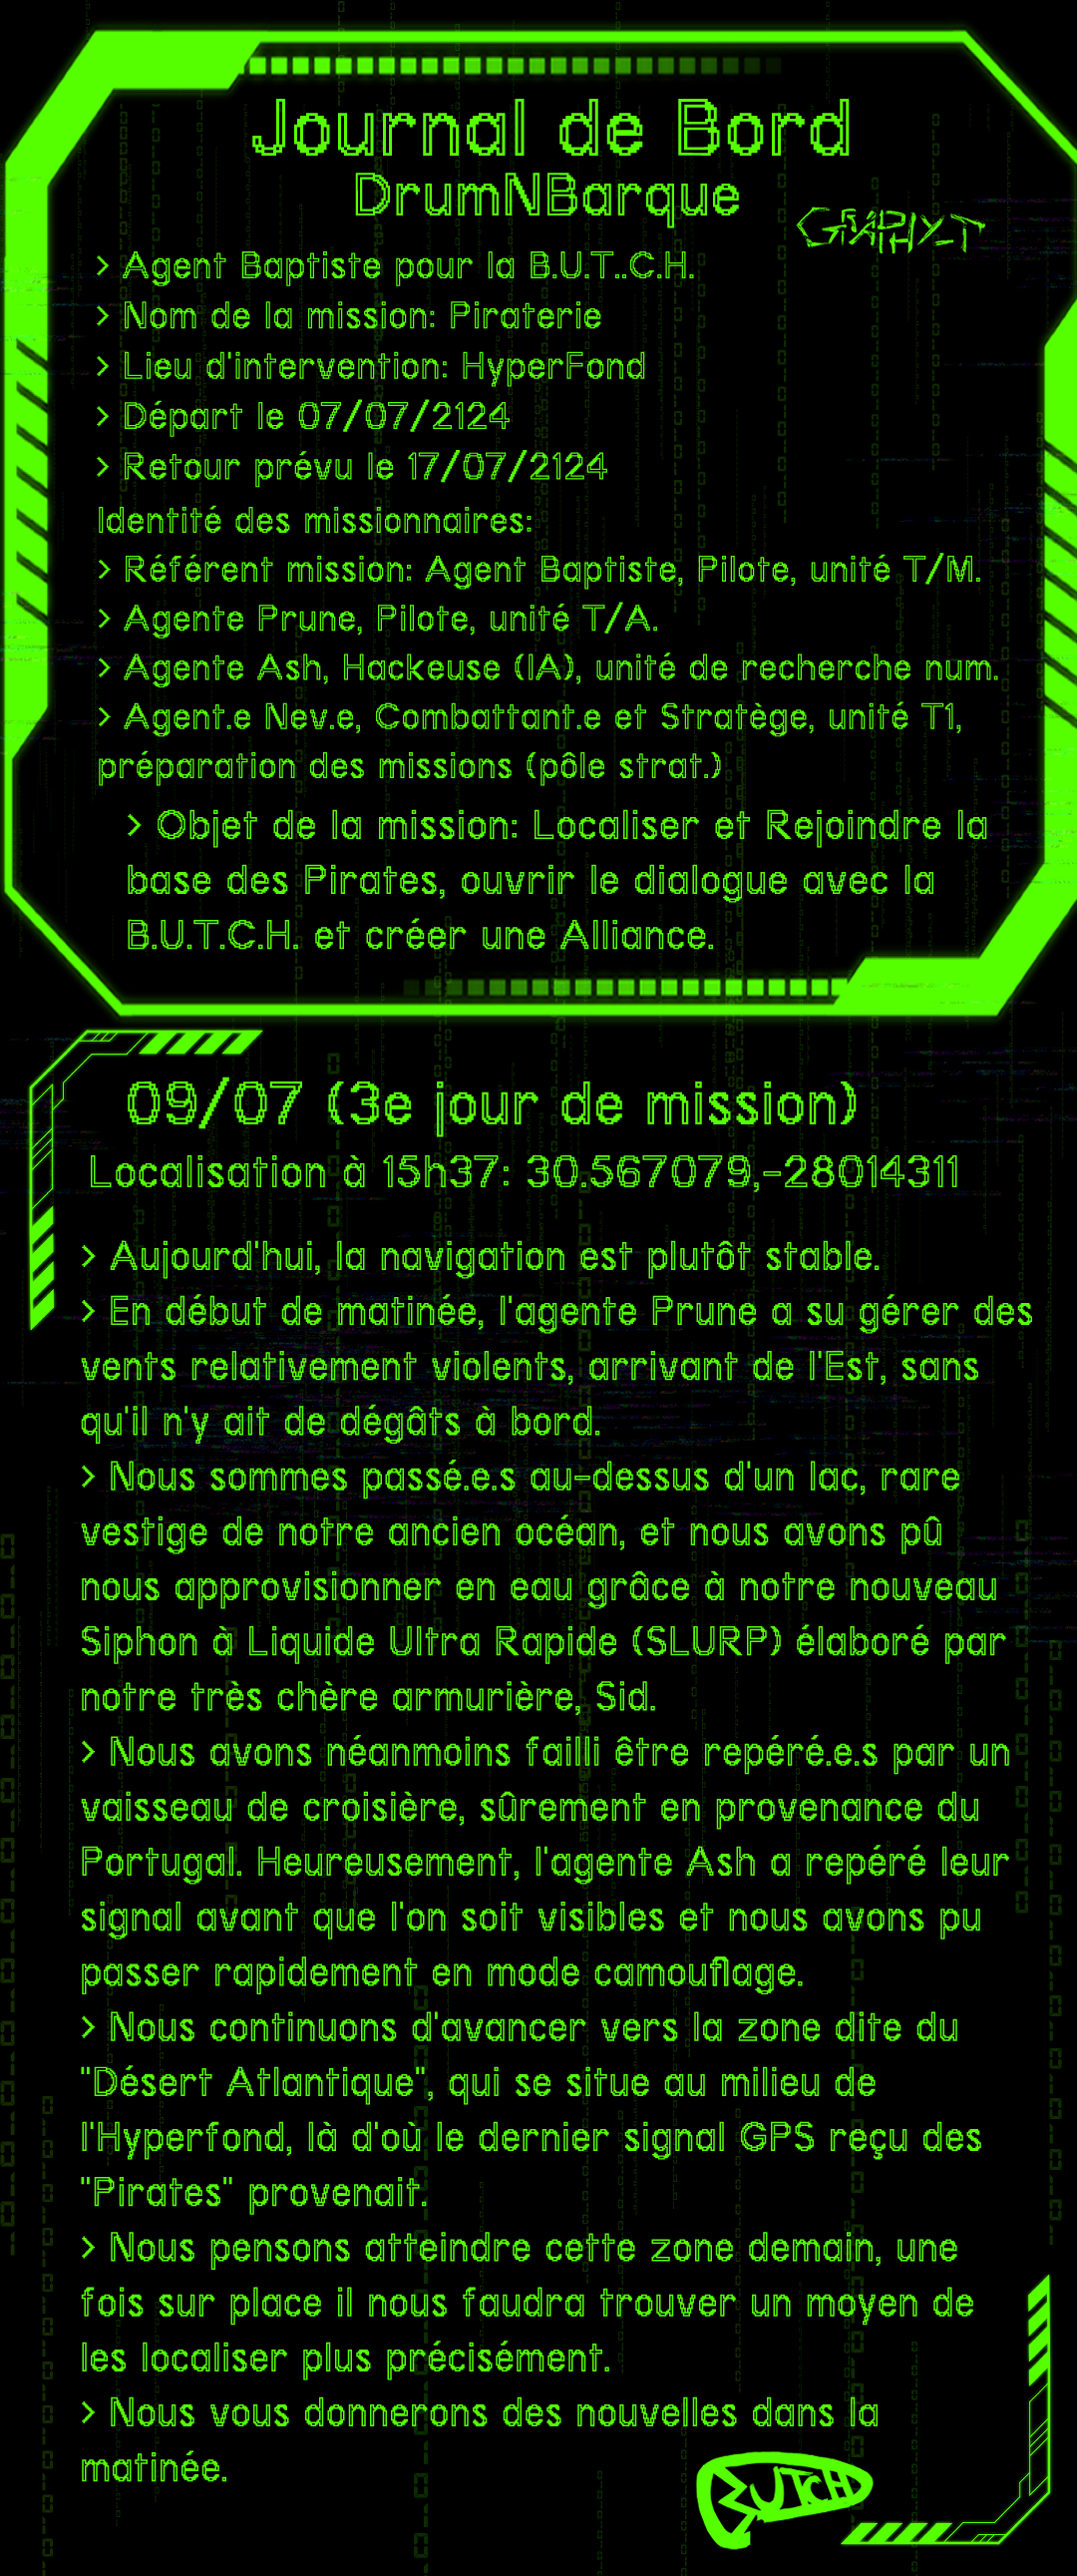 Journal de Bord
DrumNBarque
GRAPHY-T
> Agent Baptiste pour la B.U.T..C.H.
> Nom de la mission: Piraterie
> Lieu d'intervention: HyperFond
> Départ le 07/07/2124
> Retour prévu le 17/07/2124
Identité des missionnaires:
> Référent mission: Agent Baptiste, Pilote, unité T/M.
> Agente Prune, Pilote, unité T/A.
> Agente Ash, Hackeuse (IA), unité de recherche num.
> Agent.e Nev.e, Combattant.e et Stratège, unité T1,
préparation des missions (pôle strat.)
> Objet de la mission: Localiser et Rejoindre la
base des Pirates, ouvrir le dialogue avec la
B.U.T.C.H. et créer une Alliance.
09/07 (3e jour de mission)
Localisation à 15h37: 30.567079,-28014311
> Aujourd'hui, la navigation est plutôt stable.
> En début de matinée, l'agente Prune a su gérer des
vents relativement violents, arrivant de l'Est, sans
qu'il n'y ait de dégâts à bord.
> Nous sommes passé.e.s au-dessus d'un lac, rare
vestige de notre ancien océan, et nous avons pû
nous approvisionner en eau grâce à notre nouveau
Siphon à Liquide Ultra Rapide (SLURP) élaboré par
notre très chère armurière, Sid.
> Nous avons néanmoins failli être repéré.e.s par un
vaisseau de croisière, sûrement en provenance du
Portugal. Heureusement, l'agente Ash a repéré leur
signal avant que l'on soit visibles et nous avons pu
passer rapidement en mode camouflage.
> Nous continuons d'avancer vers la zone dite du
"Désert Atlantique", qui se situe au milieu de
l'Hyperfond, là d'où le dernier signal GPS reçu des
"Pirates" provenait.
> Nous pensons atteindre cette zone demain, une
fois sur place il nous faudra trouver un moyen de
les localiser plus précisément.
> Nous vous donnerons des nouvelles dans la
matinée.
BUTCH